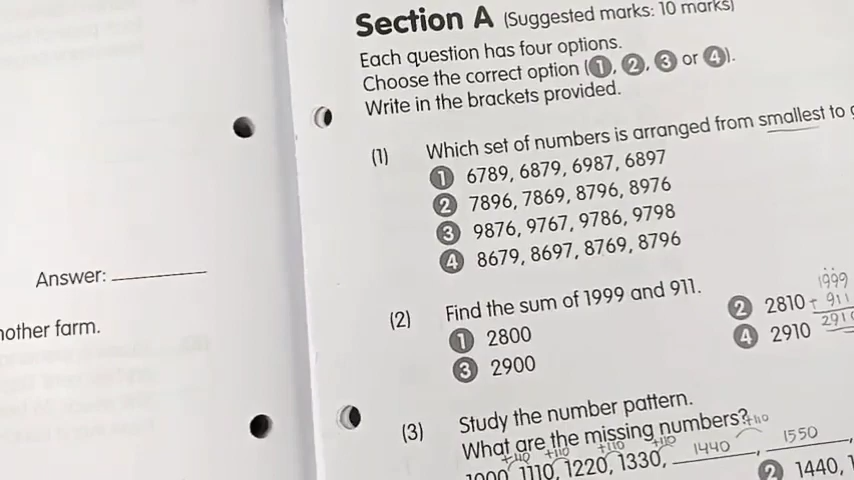 Section A (Suggested marks: 10 marks)
Each question has four options.
Choose the correct option (1, 2, 3 or 4).
Write in the brackets provided.
(1) Which set of numbers is arranged from smallest to
1 6789, 6879, 6987, 6897
2 7896, 7869, 8796, 8976
3 9876, 9767, 9786, 9798
4 8679, 8697, 8769, 8796
Answer:
nother farm.
(2) Find the sum of 1999 and 911.
1 2800
2 2810
3 2900
4 2910
1999
+ 911
2910
(3) Study the number pattern.
What are the missing numbers?
+110 +110 +110 +110 +110
1000, 1110, 1220, 1330, 1440, 1550,
2 1440,